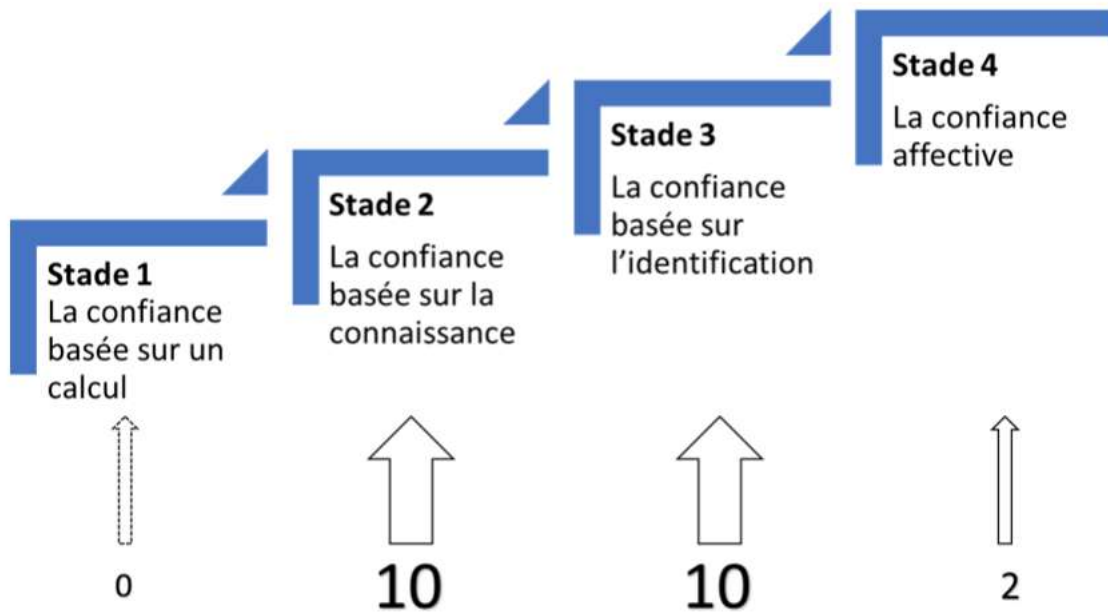 Stade 1
La confiance
basée sur un
calcul
Stade 2
La confiance
basée sur la
connaissance
Stade 3
La confiance
basée sur
l'identification
Stade 4
La confiance
affective
0
10
10
2